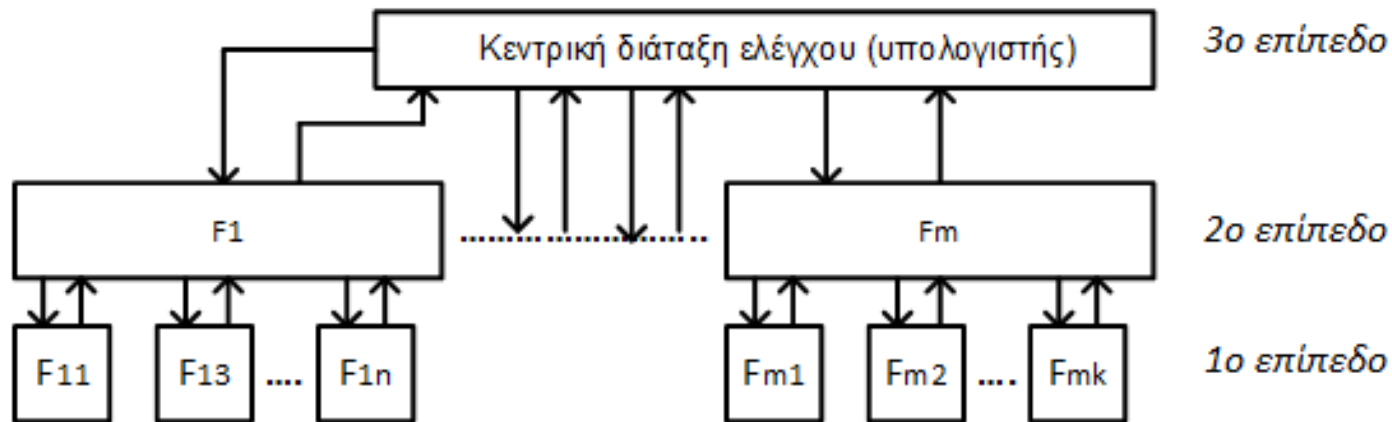 Κεντρική διάταξη ελέγχου (υπολογιστής)
3ο επίπεδο
F1
........................
Fm
2ο επίπεδο
F11
F13
....
F1n
Fm1
Fm2
....
Fmk
1ο επίπεδο